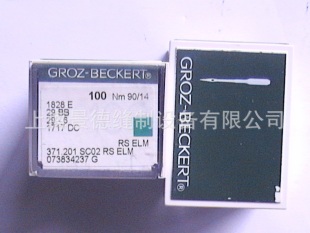 GROZ-BECKERT®
100 Nm 90/14
1828 E
29 BS
1717 DC
RS ELM
371 201 SC02 RS ELM
073834237 G
GROZ-BECKERT®